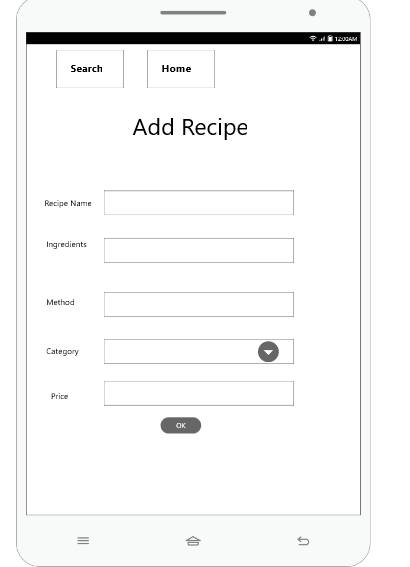 12:00AM
Search Home
Add Recipe
Recipe Name
Ingredients
Method
Category
Price
OK